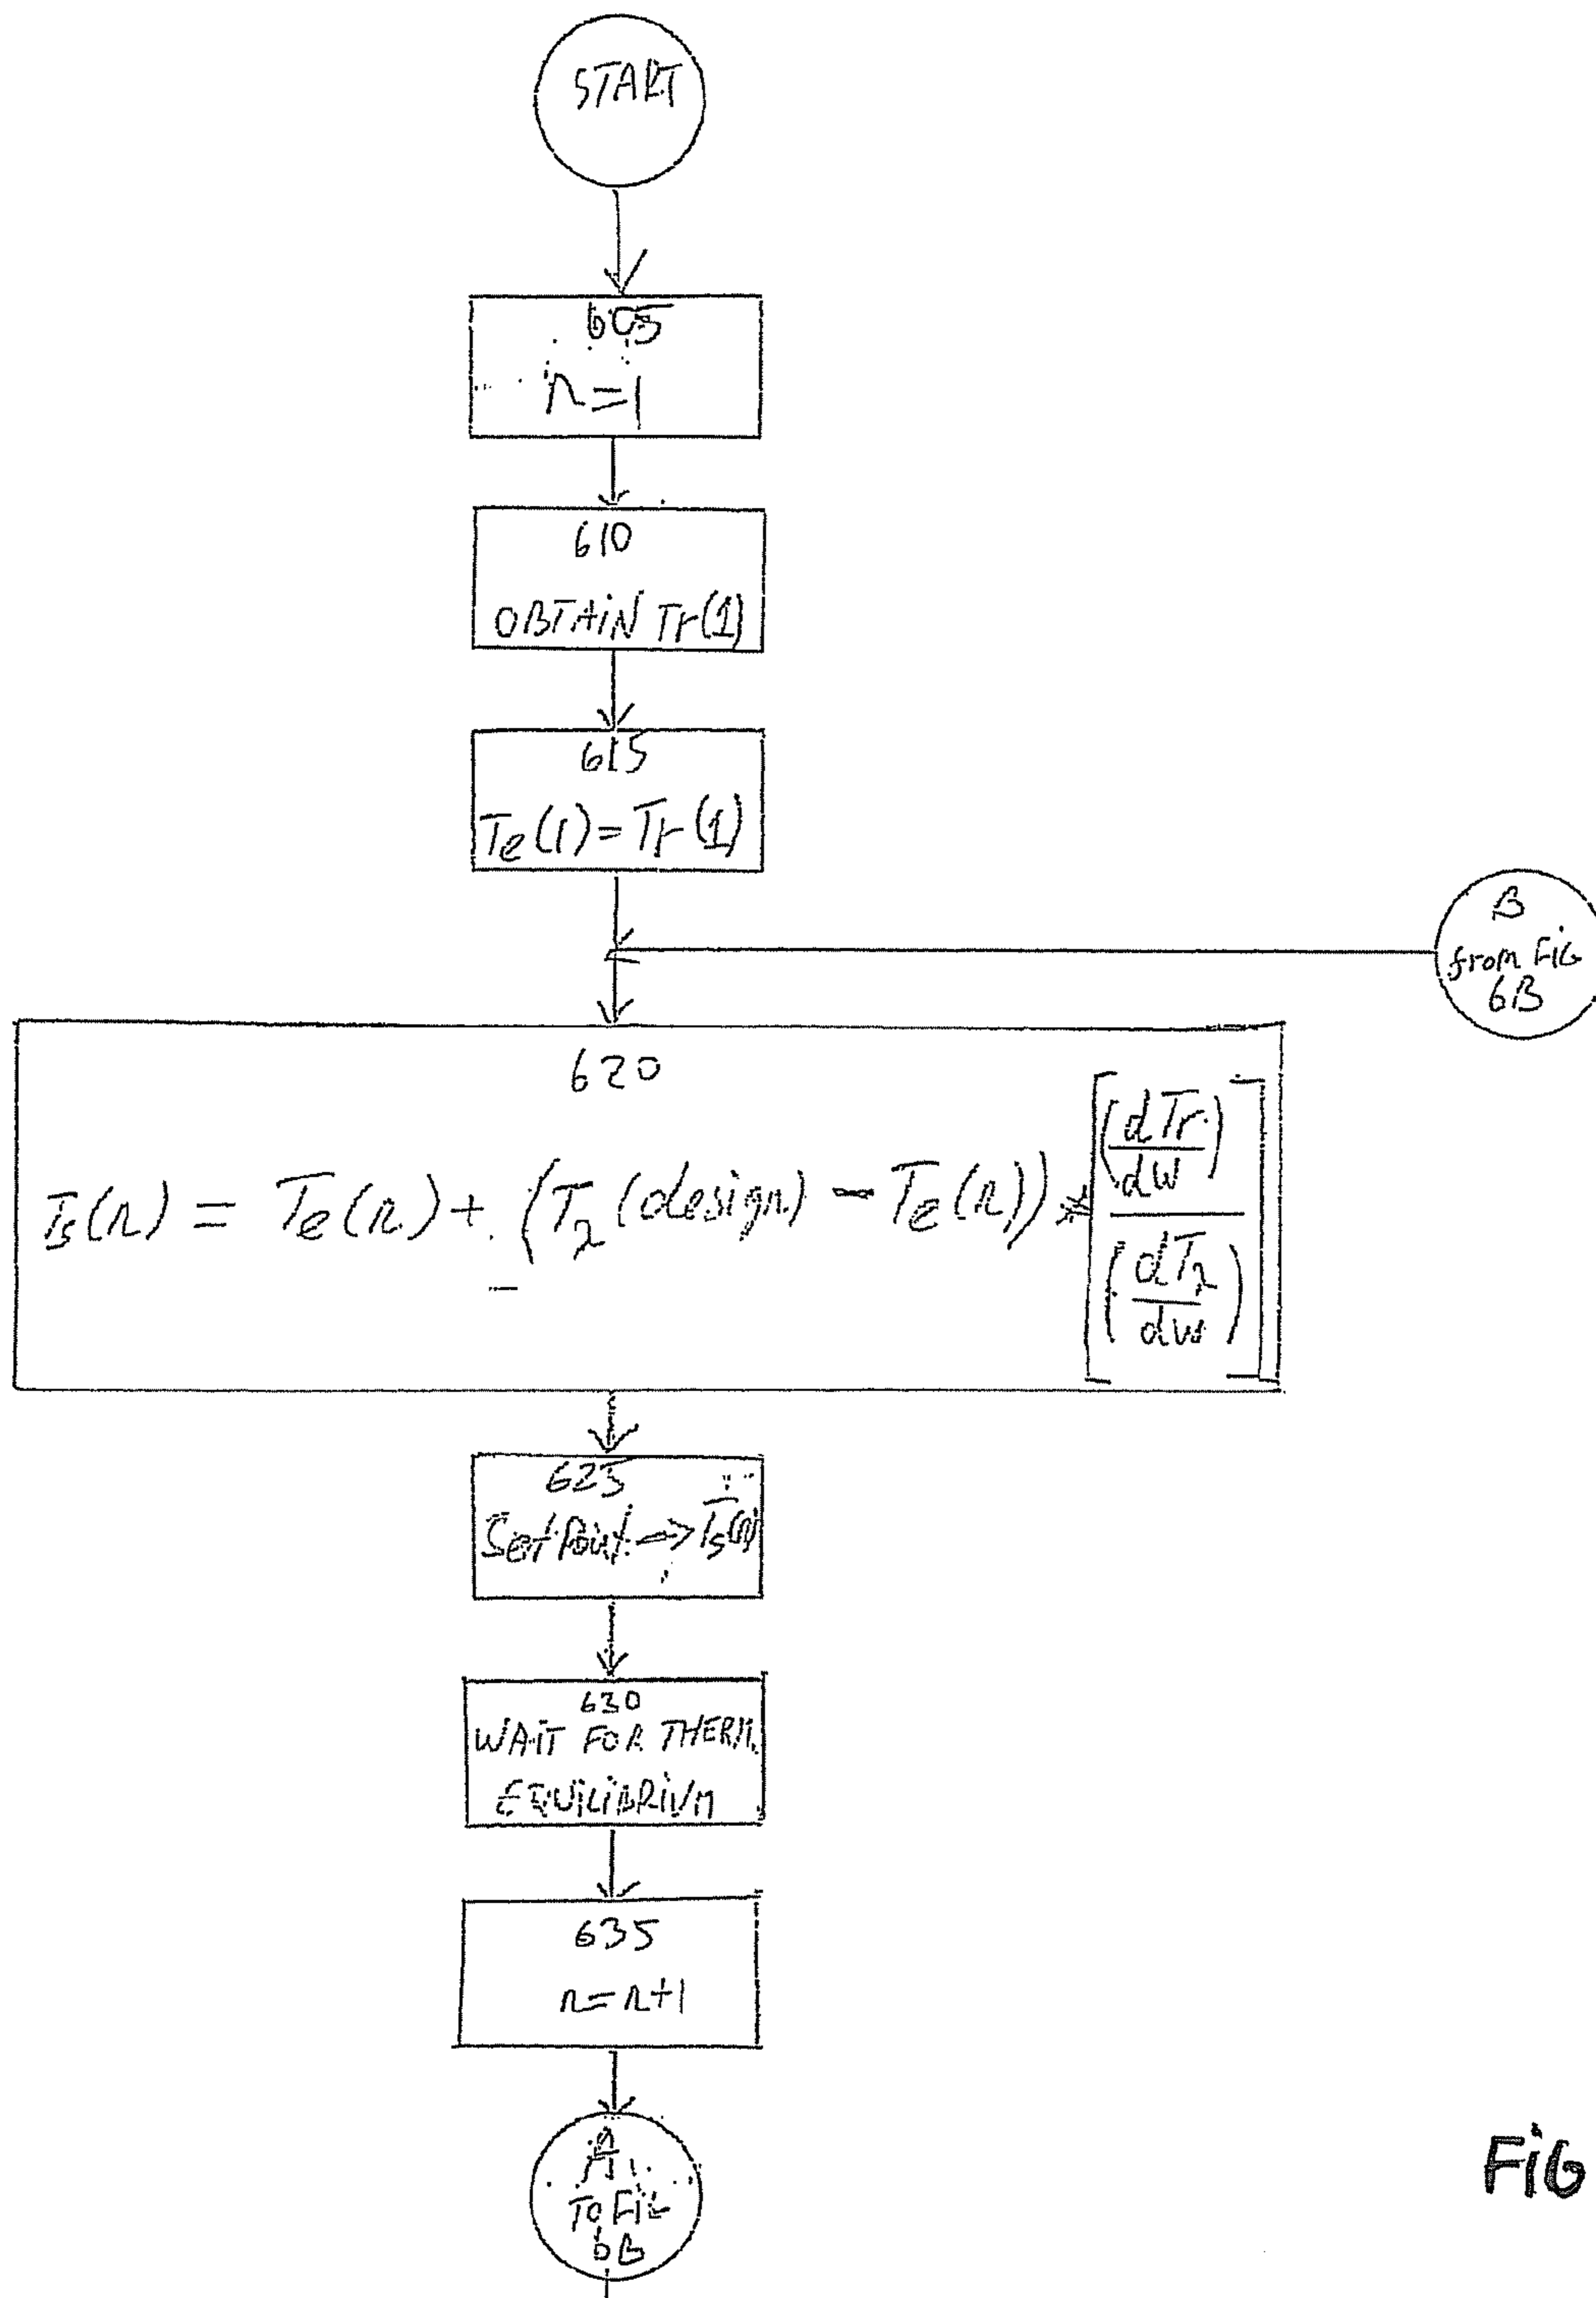 START
605
n=1
610
OBTAIN Tr(1)
615
Te(1)=Tr(1)
B
from FiG
6B
620
Ts(n) = Te(n) + (Tλ(design) - Te(n)) * [(dTr/dw)/(dTλ/dw)]
625
Set Point -> Ts(n)
630
WAiT FOR THERM.
EQUiLiBRiUM
635
n=n+1
A
TO FiG
6B
FiG